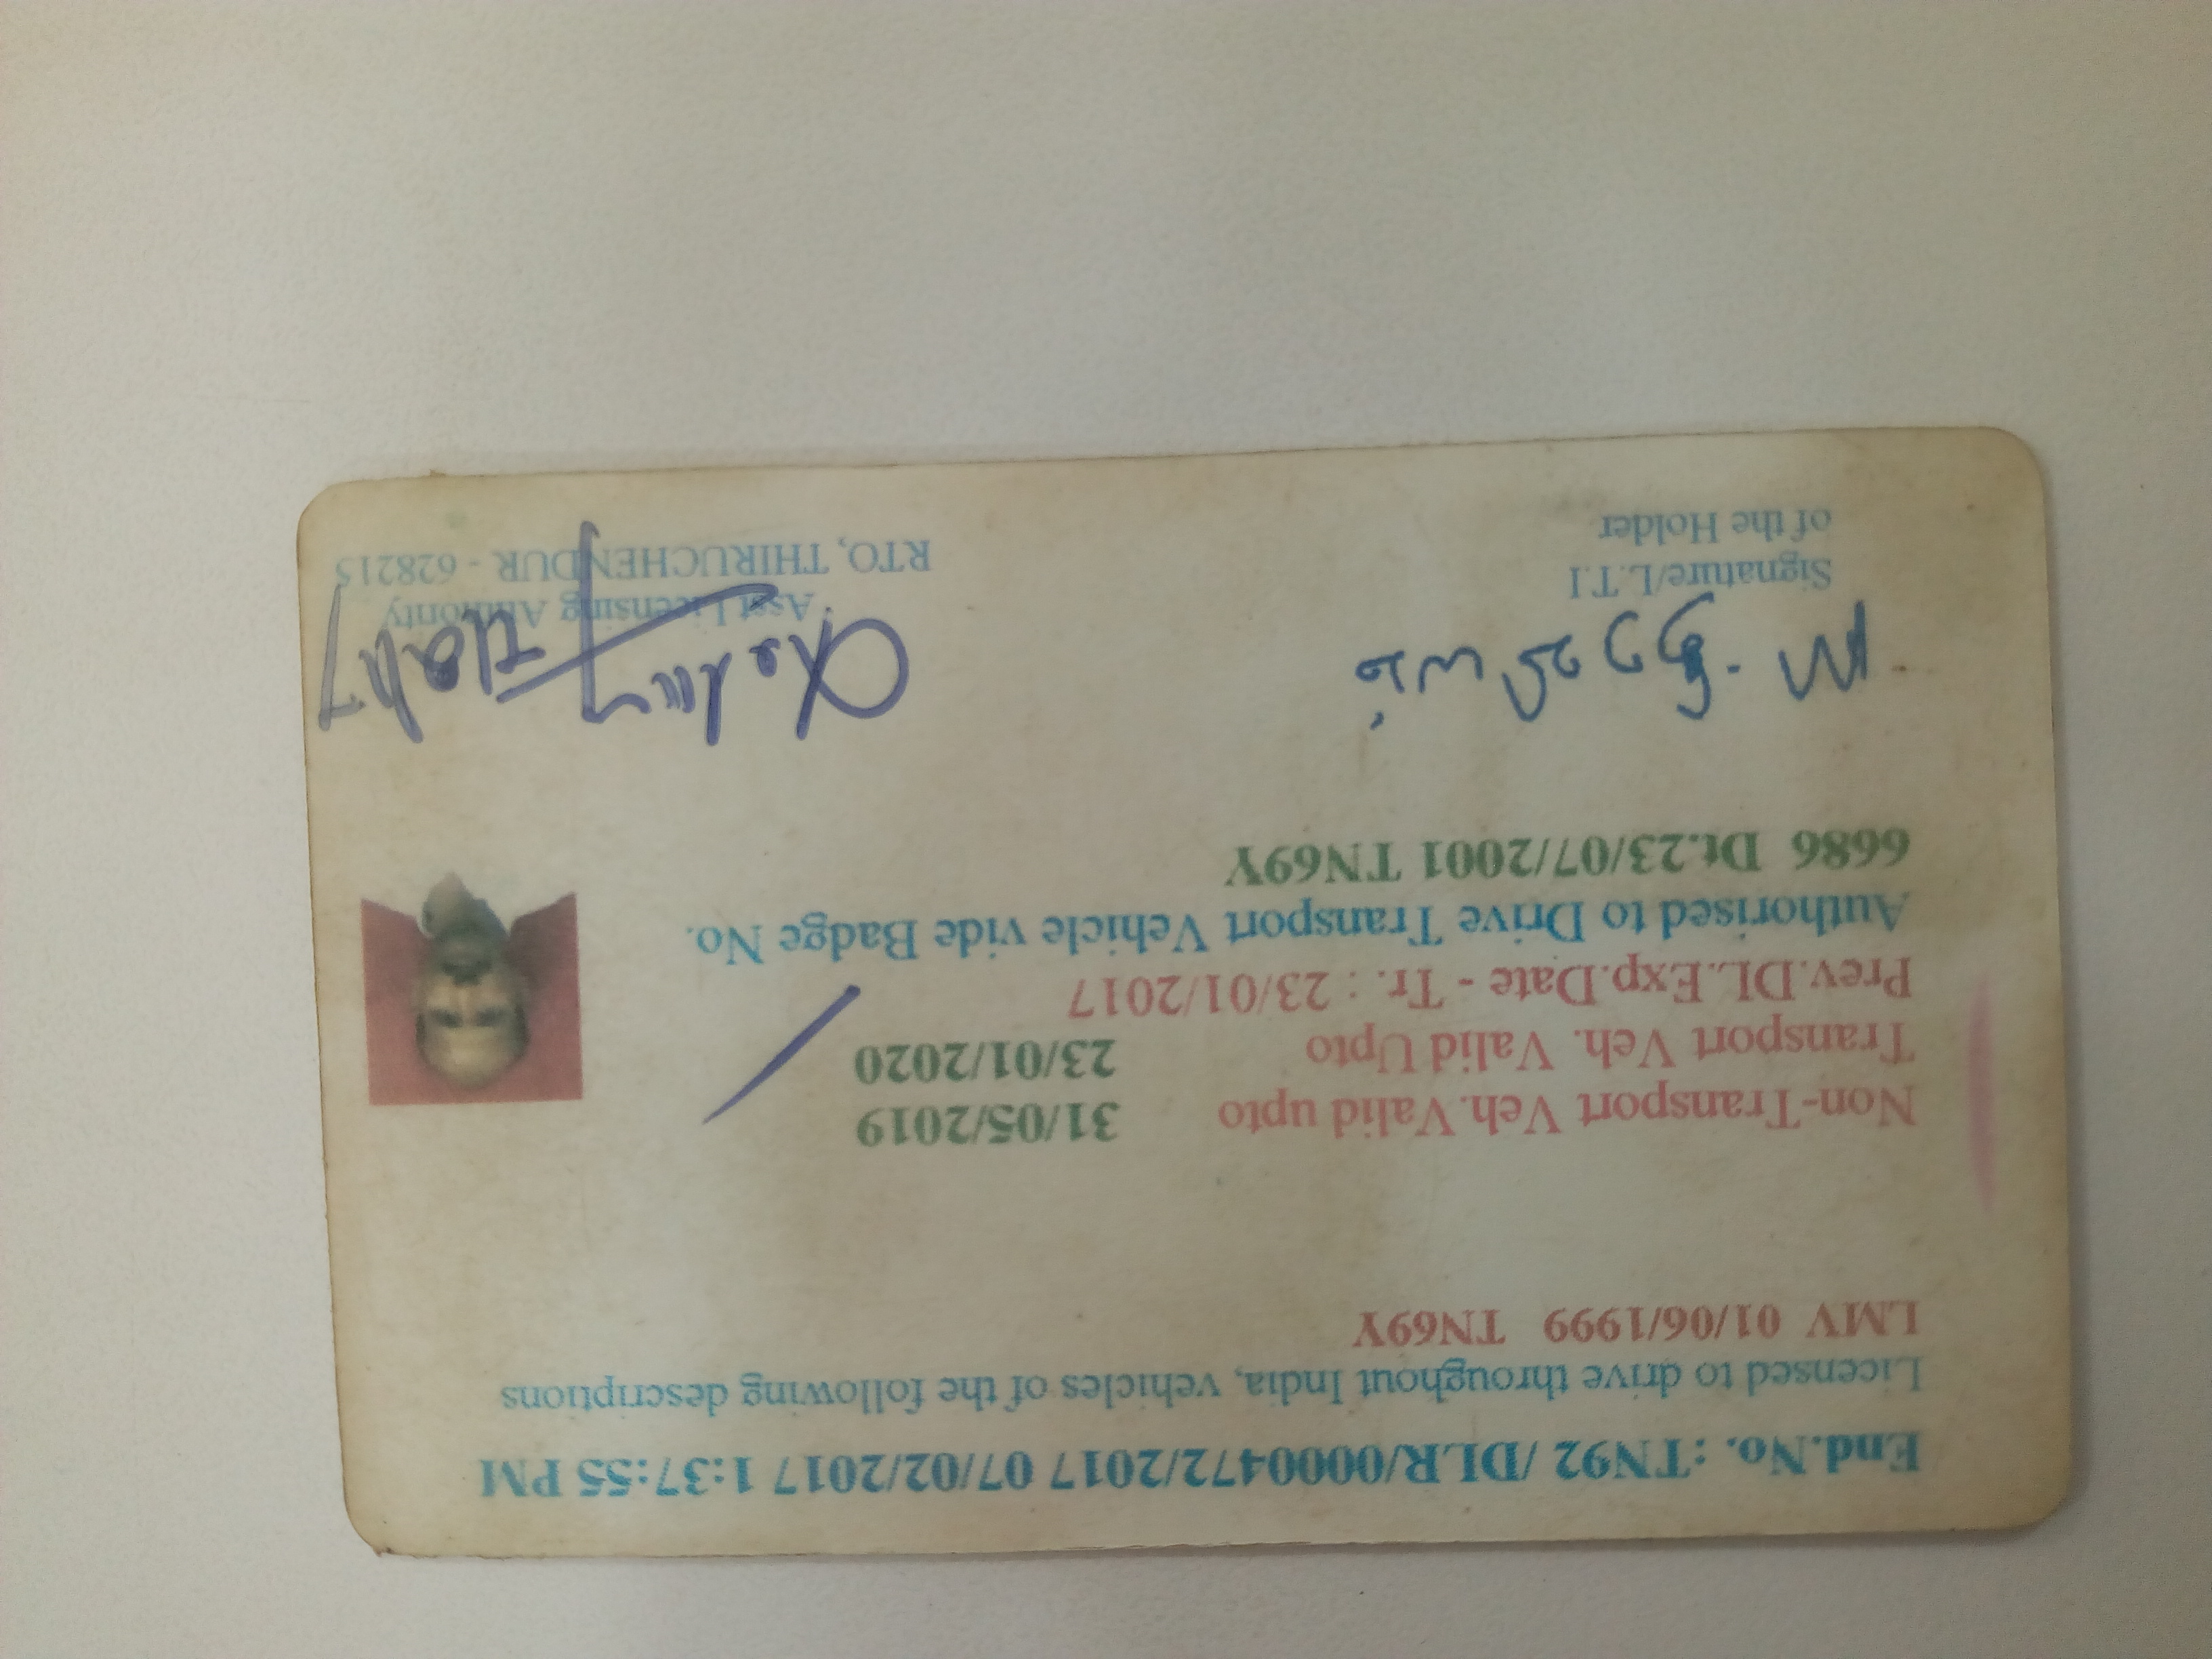 End.No. : TN92 /DLR/0000472/2017 07/02/2017 1:37:55 PM
Licensed to drive throughout India, vehicles of the following descriptions
LMV 01/06/1999 TN69Y
Non-Transport Veh.Valid upto 31/05/2019
Transport Veh. Valid Upto 23/01/2020
Prev.DL.Exp.Date - Tr. : 23/01/2017
Authorised to Drive Transport Vehicle vide Badge No.
6686 Dt.23/07/2001 TN69Y
Signature/L.T.I
of the Holder
Asst Licensing Authority
RTO, THIRUCHENDUR - 628215